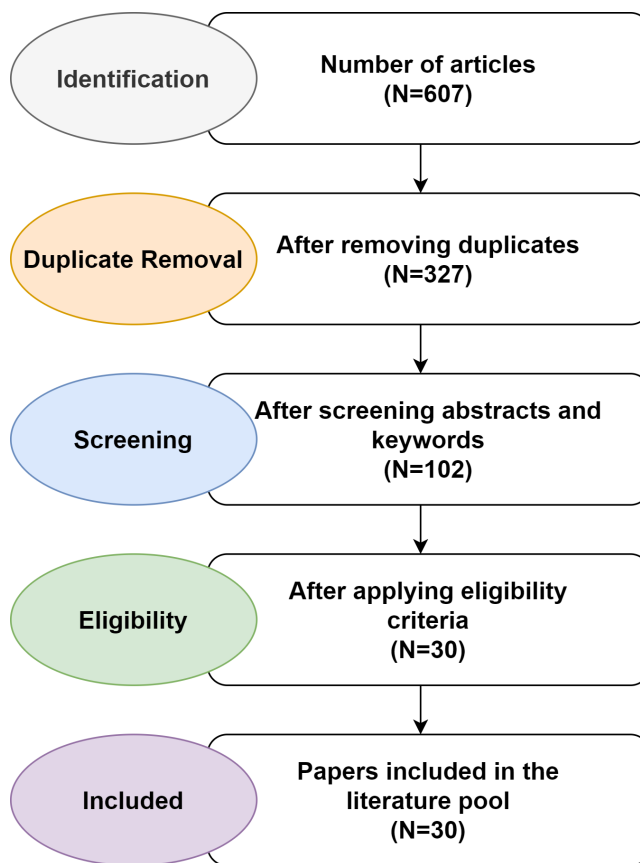 Identification
Number of articles
(N=607)
Duplicate Removal
After removing duplicates
(N=327)
Screening
After screening abstracts and
keywords
(N=102)
Eligibility
After applying eligibility
criteria
(N=30)
Included
Papers included in the
literature pool
(N=30)